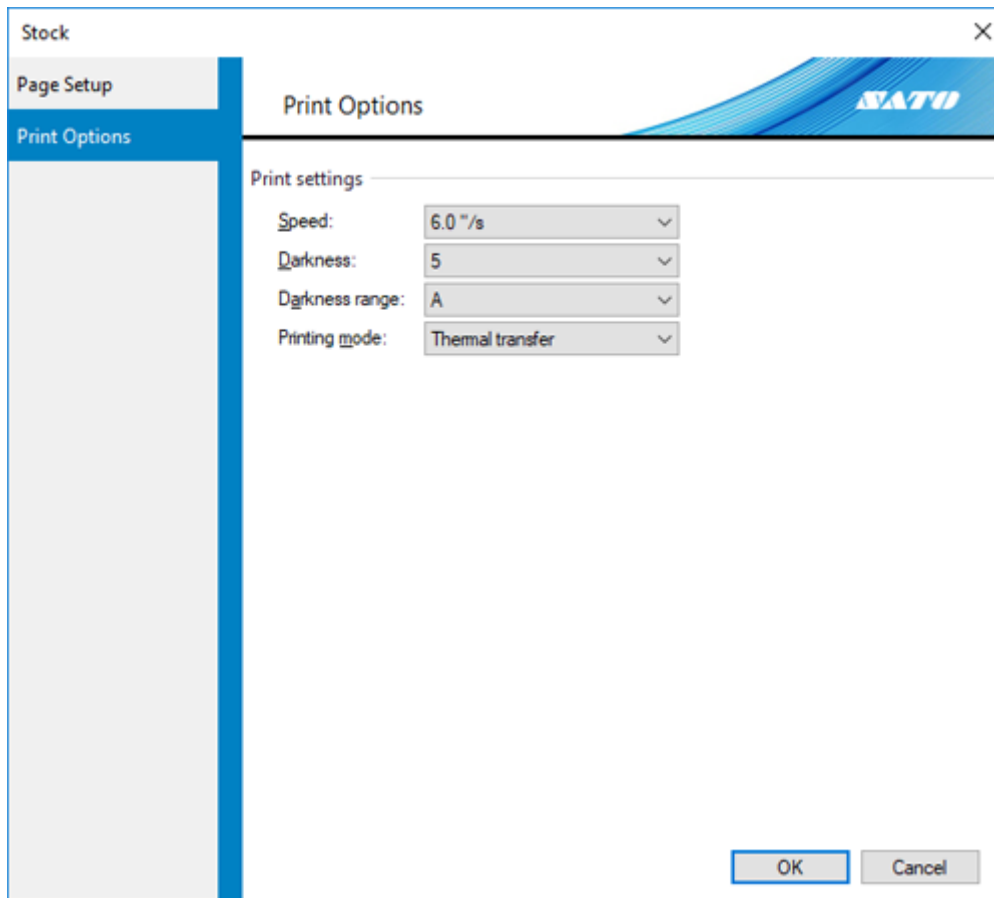 Stock
Page Setup
Print Options
Print Options
SATO
Print settings
Speed: 6.0 "/s
Darkness: 5
Darkness range: A
Printing mode: Thermal transfer
OK Cancel